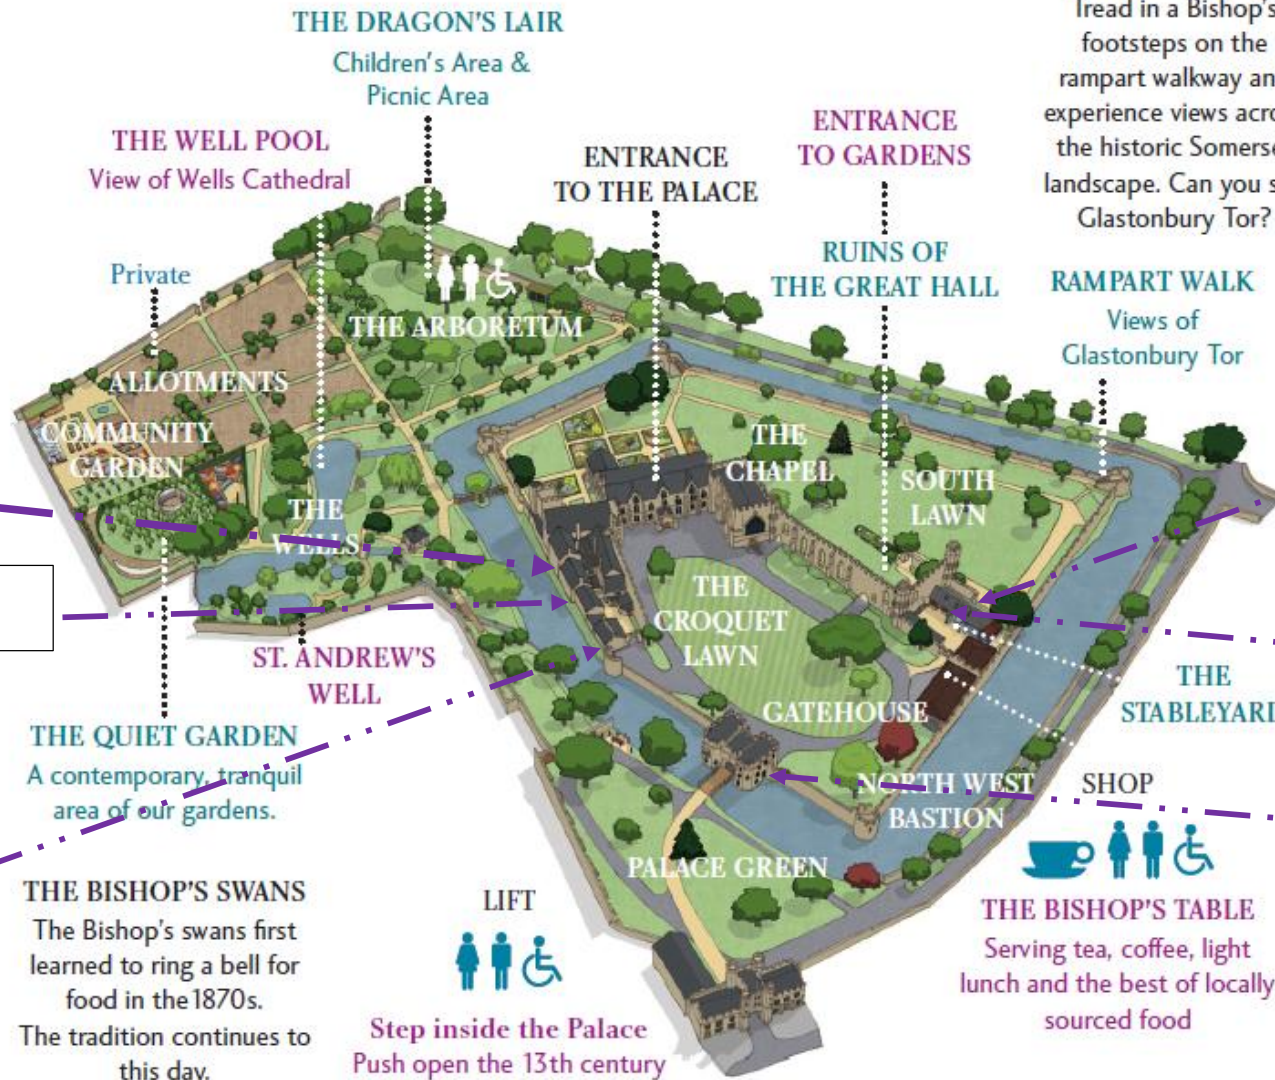 THE DRAGON'S LAIR
Children's Area &
Picnic Area
THE WELL POOL
View of Wells Cathedral
ENTRANCE
TO THE PALACE
ENTRANCE
TO GARDENS
RUINS OF
THE GREAT HALL
Tread in a Bishop's
footsteps on the
rampart walkway an
experience views acro
the historic Somerse
landscape. Can you s
Glastonbury Tor?
RAMPART WALK
Views of
Glastonbury Tor
Private
THE ARBORETUM
ALLOTMENTS
COMMUNITY
GARDEN
THE
WELLS
THE
CHAPEL
SOUTH
LAWN
THE
CROQUET
LAWN
ST. ANDREW'S
WELL
GATEHOUSE
THE
STABLEYARD
THE QUIET GARDEN
A contemporary, tranquil
area of our gardens.
NORTH WEST
BASTION
SHOP
PALACE GREEN
THE BISHOP'S SWANS
The Bishop's swans first
learned to ring a bell for
food in the 1870s.
The tradition continues to
this day.
LIFT
Step inside the Palace
Push open the 13th century
THE BISHOP'S TABLE
Serving tea, coffee, light
lunch and the best of locally
sourced food